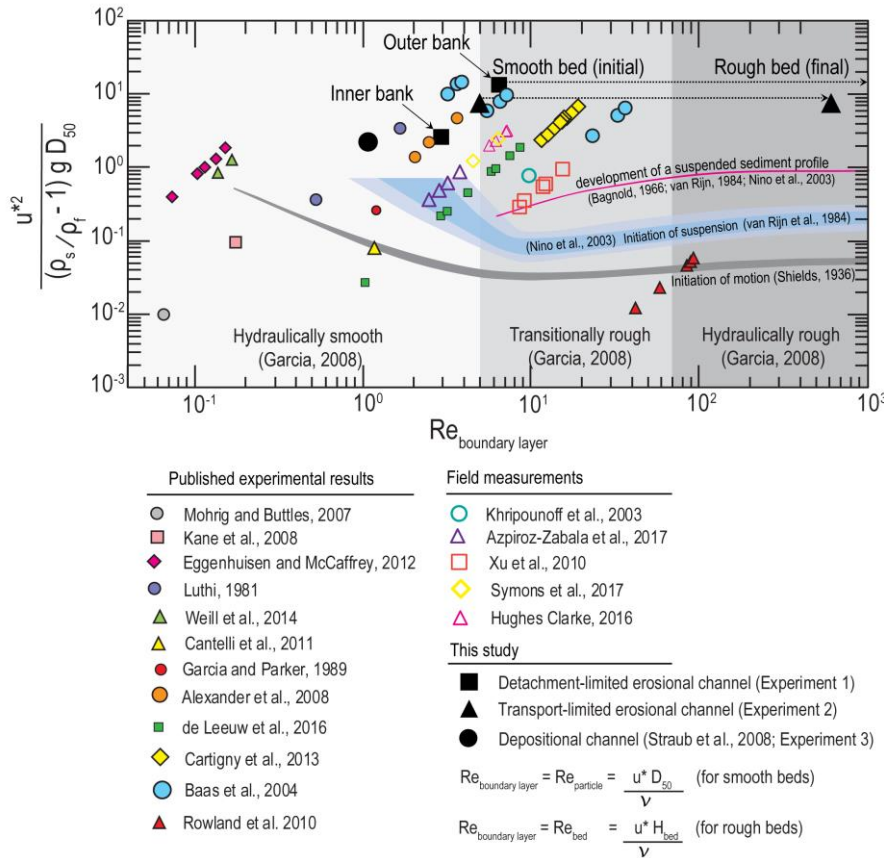 10²
10¹
10⁰
10⁻¹
10⁻²
10⁻³
u*²
(ρₛ/ρ_f - 1) g D₅₀
Outer bank
Inner bank
Smooth bed (initial)
Rough bed (final)
development of a suspended sediment profile
(Bagnold, 1966; van Rijn, 1984; Nino et al., 2003)
(Nino et al., 2003) Initiation of suspension (van Rijn et al., 1984)
Initiation of motion (Shields, 1936)
Hydraulically smooth
(Garcia, 2008)
Transitionally rough
(Garcia, 2008)
Hydraulically rough
(Garcia, 2008)
10⁻¹
10⁰
10¹
10²
10³
Re boundary layer
Published experimental results
Mohrig and Buttles, 2007
Kane et al., 2008
Eggenhuisen and McCaffrey, 2012
Luthi, 1981
Weill et al., 2014
Cantelli et al., 2011
Garcia and Parker, 1989
Alexander et al., 2008
de Leeuw et al., 2016
Cartigny et al., 2013
Baas et al., 2004
Rowland et al. 2010
Field measurements
Khripounoff et al., 2003
Azpiroz-Zabala et al., 2017
Xu et al., 2010
Symons et al., 2017
Hughes Clarke, 2016
This study
Detachment-limited erosional channel (Experiment 1)
Transport-limited erosional channel (Experiment 2)
Depositional channel (Straub et al., 2008; Experiment 3)
Re boundary layer = Re particle = u* D₅₀ / ν (for smooth beds)
Re boundary layer = Re bed = u* H bed / ν (for rough beds)